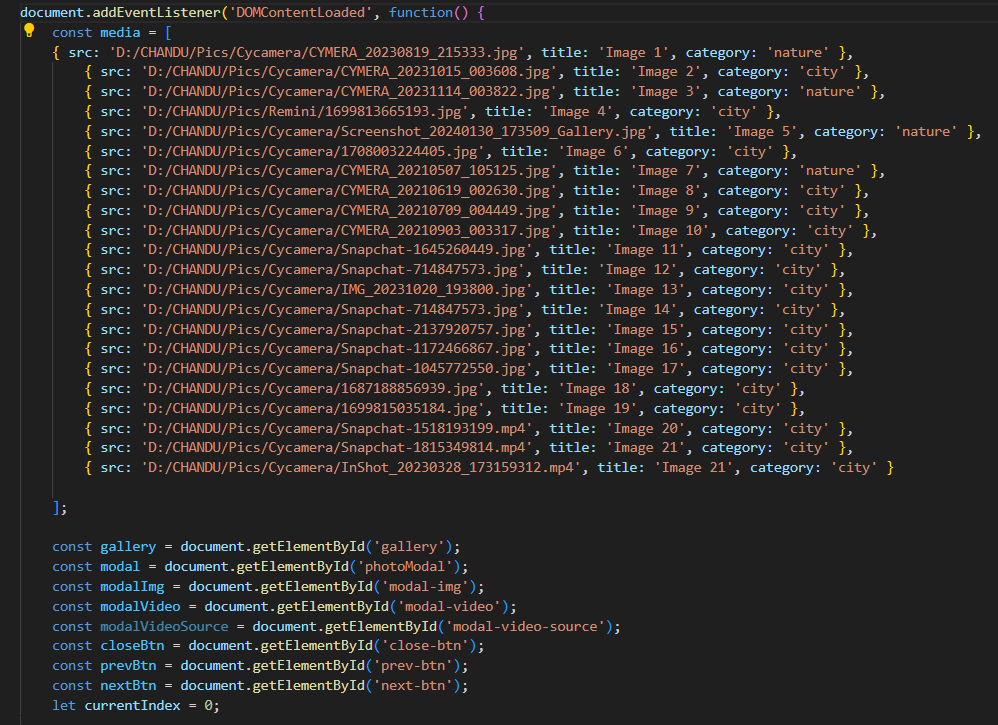 document.addEventListener('DOMContentLoaded', function() {
const media = [
{ src: 'D:/CHANDU/Pics/Cycamera/CYMERA_20230819_215333.jpg', title: 'Image 1', category: 'nature' },
{ src: 'D:/CHANDU/Pics/Cycamera/CYMERA_20231015_003608.jpg', title: 'Image 2', category: 'city' },
{ src: 'D:/CHANDU/Pics/Cycamera/CYMERA_20231114_003822.jpg', title: 'Image 3', category: 'nature' },
{ src: 'D:/CHANDU/Pics/Remini/1699813665193.jpg', title: 'Image 4', category: 'city' },
{ src: 'D:/CHANDU/Pics/Cycamera/Screenshot_20240130_173509_Gallery.jpg', title: 'Image 5', category: 'nature' },
{ src: 'D:/CHANDU/Pics/Cycamera/1708003224405.jpg', title: 'Image 6', category: 'city' },
{ src: 'D:/CHANDU/Pics/Cycamera/CYMERA_20210507_105125.jpg', title: 'Image 7', category: 'nature' },
{ src: 'D:/CHANDU/Pics/Cycamera/CYMERA_20210619_002630.jpg', title: 'Image 8', category: 'city' },
{ src: 'D:/CHANDU/Pics/Cycamera/CYMERA_20210709_004449.jpg', title: 'Image 9', category: 'city' },
{ src: 'D:/CHANDU/Pics/Cycamera/CYMERA_20210903_003317.jpg', title: 'Image 10', category: 'city' },
{ src: 'D:/CHANDU/Pics/Cycamera/Snapchat-1645260449.jpg', title: 'Image 11', category: 'city' },
{ src: 'D:/CHANDU/Pics/Cycamera/Snapchat-714847573.jpg', title: 'Image 12', category: 'city' },
{ src: 'D:/CHANDU/Pics/Cycamera/IMG_20231020_193800.jpg', title: 'Image 13', category: 'city' },
{ src: 'D:/CHANDU/Pics/Cycamera/Snapchat-714847573.jpg', title: 'Image 14', category: 'city' },
{ src: 'D:/CHANDU/Pics/Cycamera/Snapchat-2137920757.jpg', title: 'Image 15', category: 'city' },
{ src: 'D:/CHANDU/Pics/Cycamera/Snapchat-1172466867.jpg', title: 'Image 16', category: 'city' },
{ src: 'D:/CHANDU/Pics/Cycamera/Snapchat-1045772550.jpg', title: 'Image 17', category: 'city' },
{ src: 'D:/CHANDU/Pics/Cycamera/1687188856939.jpg', title: 'Image 18', category: 'city' },
{ src: 'D:/CHANDU/Pics/Cycamera/1699815035184.jpg', title: 'Image 19', category: 'city' },
{ src: 'D:/CHANDU/Pics/Cycamera/Snapchat-1518193199.mp4', title: 'Image 20', category: 'city' },
{ src: 'D:/CHANDU/Pics/Cycamera/Snapchat-1815349814.mp4', title: 'Image 21', category: 'city' },
{ src: 'D:/CHANDU/Pics/Cycamera/InShot_20230328_173159312.mp4', title: 'Image 21', category: 'city' }
];
const gallery = document.getElementById('gallery');
const modal = document.getElementById('photoModal');
const modalImg = document.getElementById('modal-img');
const modalVideo = document.getElementById('modal-video');
const modalVideoSource = document.getElementById('modal-video-source');
const closeBtn = document.getElementById('close-btn');
const prevBtn = document.getElementById('prev-btn');
const nextBtn = document.getElementById('next-btn');
let currentIndex = 0;